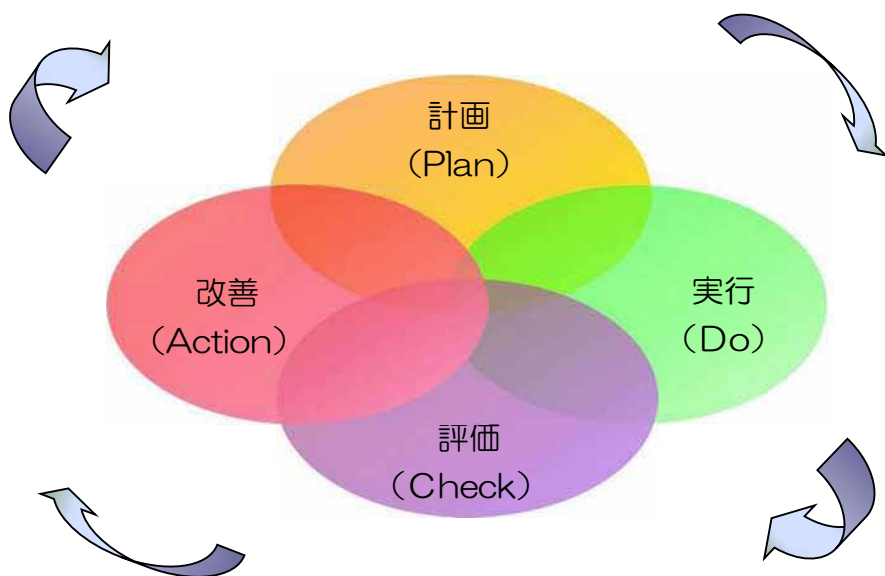 計画
（Plan）
改善
（Action）
実行
（Do）
評価
（Check）